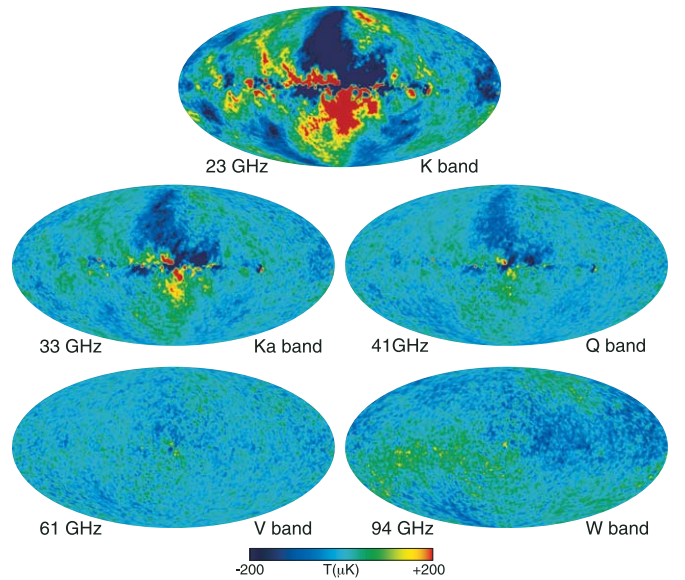 23 GHz K band
33 GHz Ka band
41GHz Q band
61 GHz V band
94 GHz W band
-200 T(μK) +200